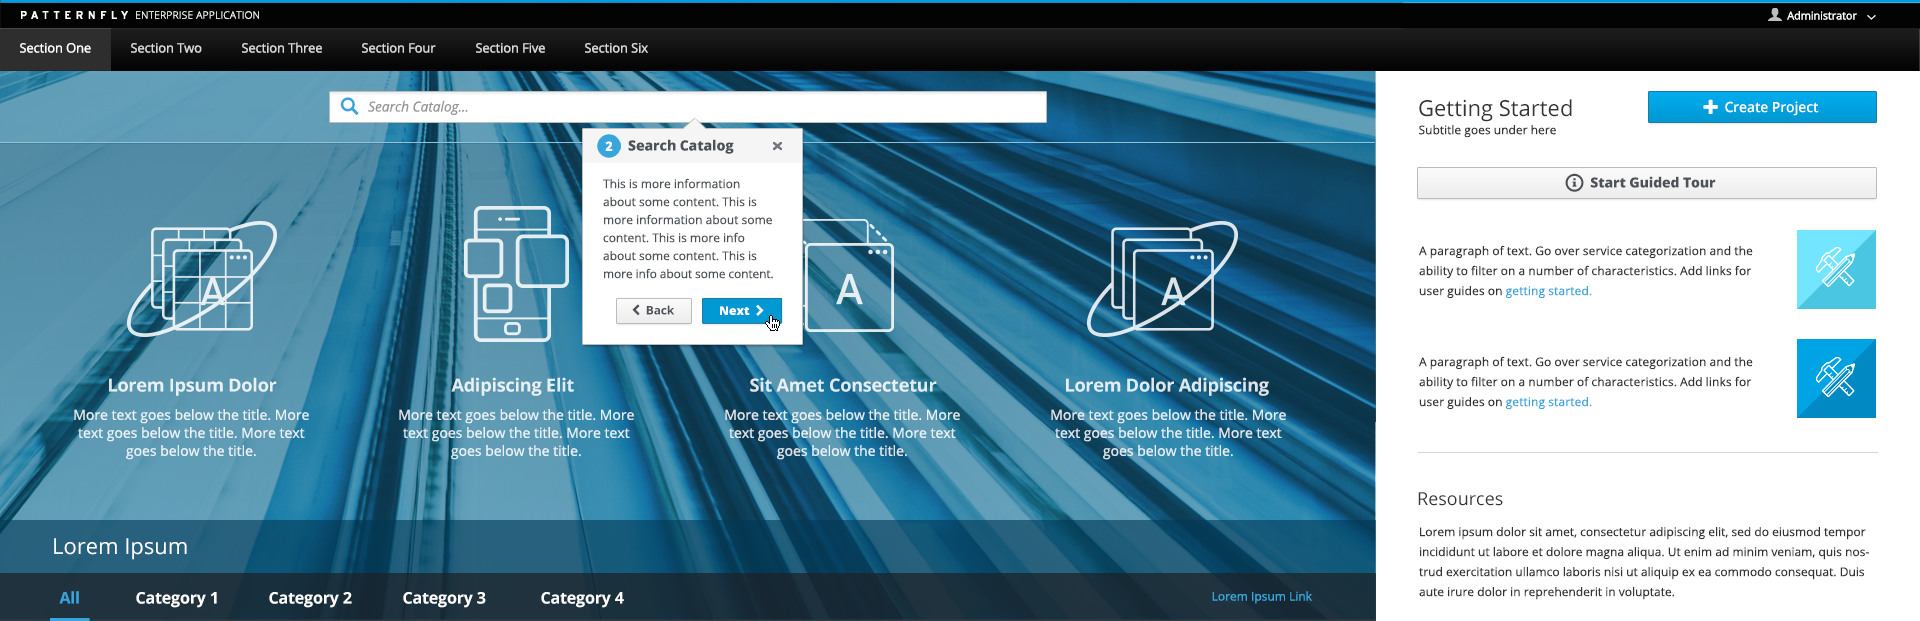 PATTERNFLY ENTERPRISE APPLICATION
Administrator
Section One
Section Two
Section Three
Section Four
Section Five
Section Six
Search Catalog...
2 Search Catalog ×
This is more information
about some content. This is
more information about some
content. This is more info
about some content. This is
more info about some content.
Back
Next
A
A
A
Lorem Ipsum Dolor
More text goes below the title. More
text goes below the title. More text
goes below the title.
Adipiscing Elit
More text goes below the title. More
text goes below the title. More text
goes below the title.
Sit Amet Consectetur
More text goes below the title. More
text goes below the title. More text
goes below the title.
Lorem Dolor Adipiscing
More text goes below the title. More
text goes below the title. More text
goes below the title.
Lorem Ipsum
All
Category 1
Category 2
Category 3
Category 4
Lorem Ipsum Link
Getting Started
Subtitle goes under here
Create Project
Start Guided Tour
A paragraph of text. Go over service categorization and the
ability to filter on a number of characteristics. Add links for
user guides on getting started.
A paragraph of text. Go over service categorization and the
ability to filter on a number of characteristics. Add links for
user guides on getting started.
Resources
Lorem ipsum dolor sit amet, consectetur adipiscing elit, sed do eiusmod tempor
incididunt ut labore et dolore magna aliqua. Ut enim ad minim veniam, quis nos-
trud exercitation ullamco laboris nisi ut aliquip ex ea commodo consequat. Duis
aute irure dolor in reprehenderit in voluptate.